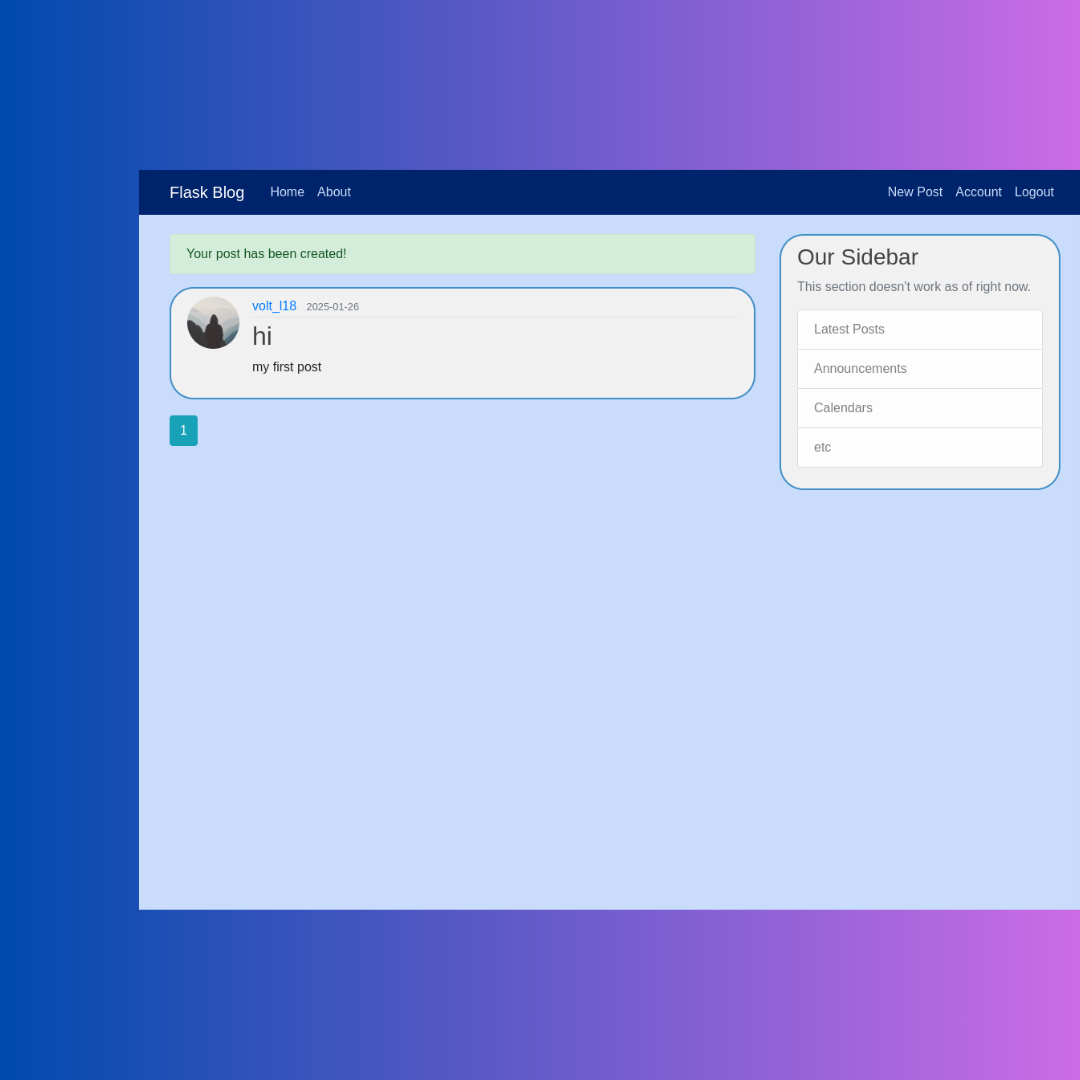 Flask Blog Home About New Post Account Logout
Your post has been created!
volt_l18 2025-01-26
hi
my first post
1
Our Sidebar
This section doesn't work as of right now.
Latest Posts
Announcements
Calendars
etc